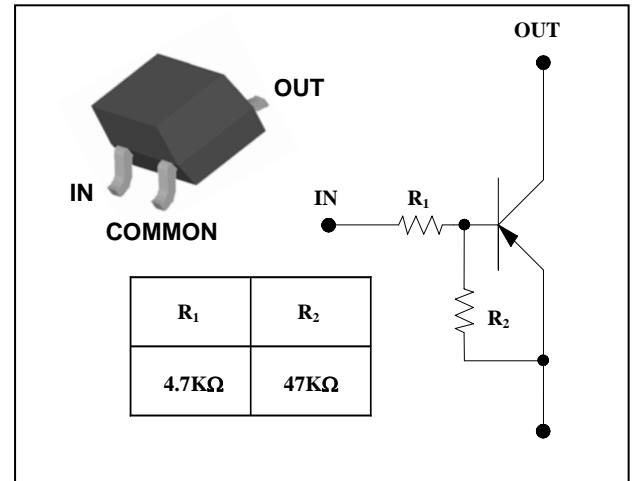 OUT
OUT
IN
COMMON
IN
R₁
R₂
R₁ R₂
4.7KΩ 47KΩ